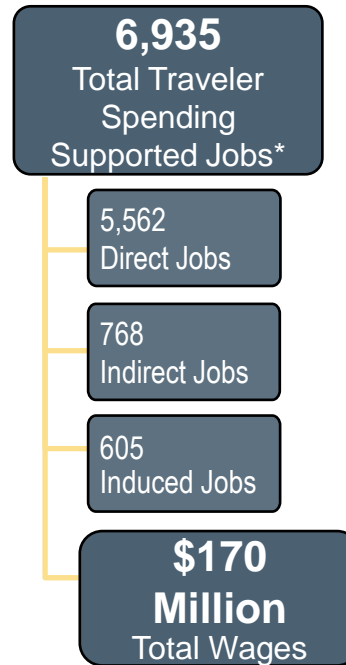 6,935
Total Traveler
Spending
Supported Jobs*
5,562
Direct Jobs
768
Indirect Jobs
605
Induced Jobs
$170
Million
Total Wages